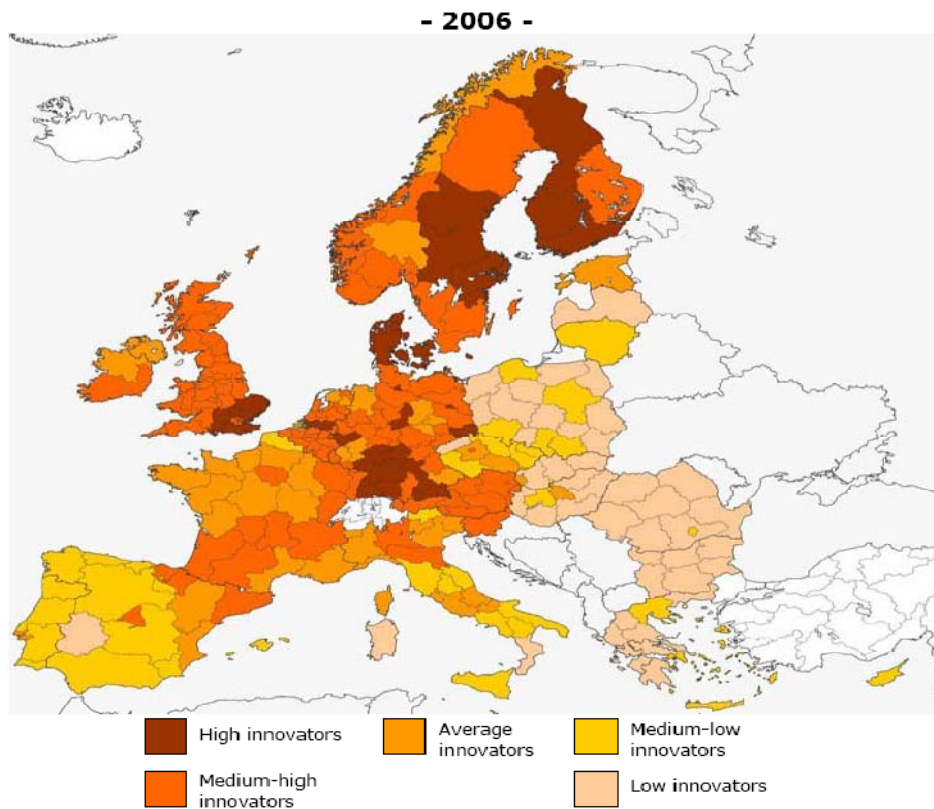 - 2006 -
High innovators
Average
innovators
Medium-low
innovators
Medium-high
innovators
Low innovators